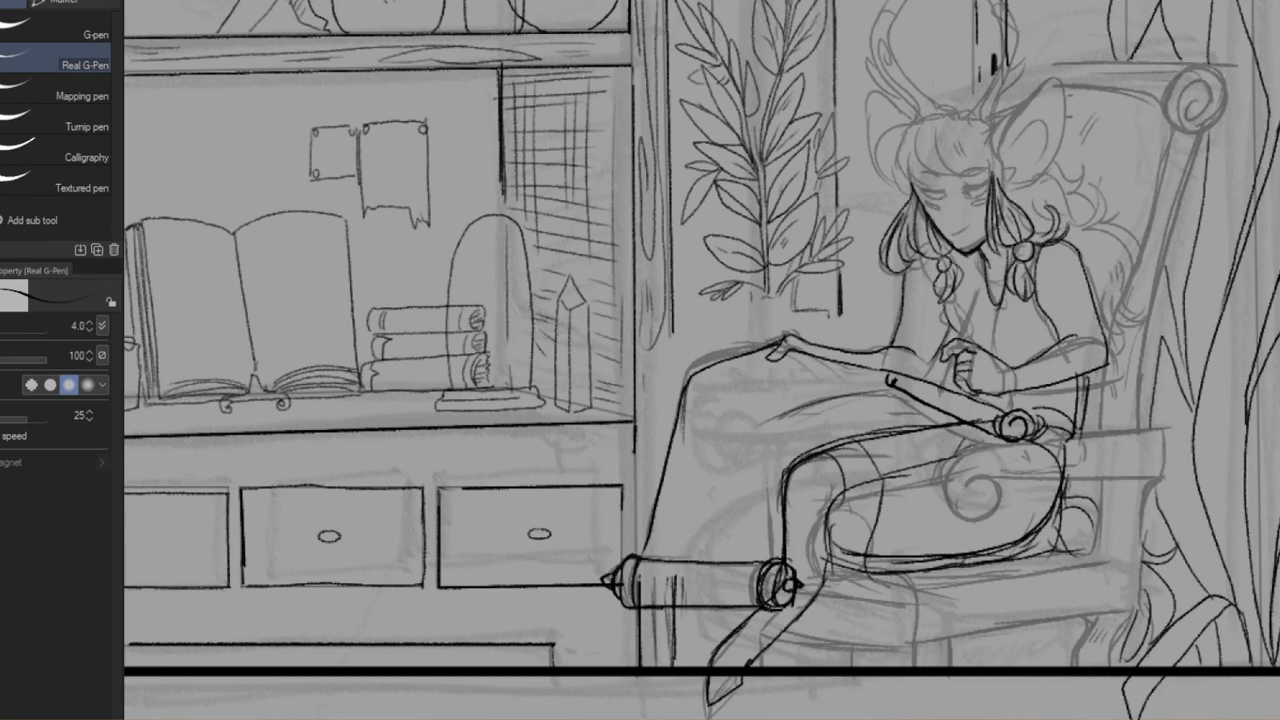 Marker
G-pen
Real G-Pen
Mapping pen
Turnip pen
Calligraphy
Textured pen
Add sub tool
operty [Real G-Pen]
4.0
100
25
speed
agnet